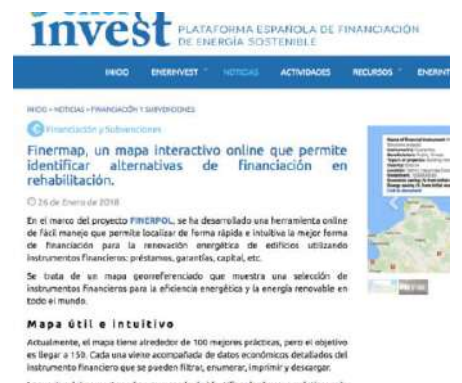 invest
PLATAFORMA ESPAÑOLA DE FINANCIACIÓN
DE ENERGÍA SOSTENIBLE
INICIO ENERINVEST NOTICIAS ACTIVIDADES RECURSOS
INICIO » NOTICIAS » FINANCIACIÓN Y SUBVENCIONES
Financiación y Subvenciones
Finermap, un mapa interactivo online que permite
identificar alternativas de financiación en
rehabilitación.
26 de Enero de 2018
En el marco del proyecto FINERPOL, se ha desarrollado una herramienta online
de fácil manejo que permite localizar de forma rápida e intuitiva la mejor forma
de financiación para la renovación energética de edificios utilizando
instrumentos financieros: préstamos, garantías, capital, etc.
Se trata de un mapa georreferenciado que muestra una selección de
instrumentos financieros para la eficiencia energética y la energía renovable en
todo el mundo.
Mapa útil e intuitivo
Actualmente, el mapa tiene alrededor de 100 mejores prácticas, pero el objetivo
es llegar a 150. Cada una viene acompañada de datos económicos detallados del
instrumento financiero que se pueden filtrar, enumerar, imprimir y descargar.